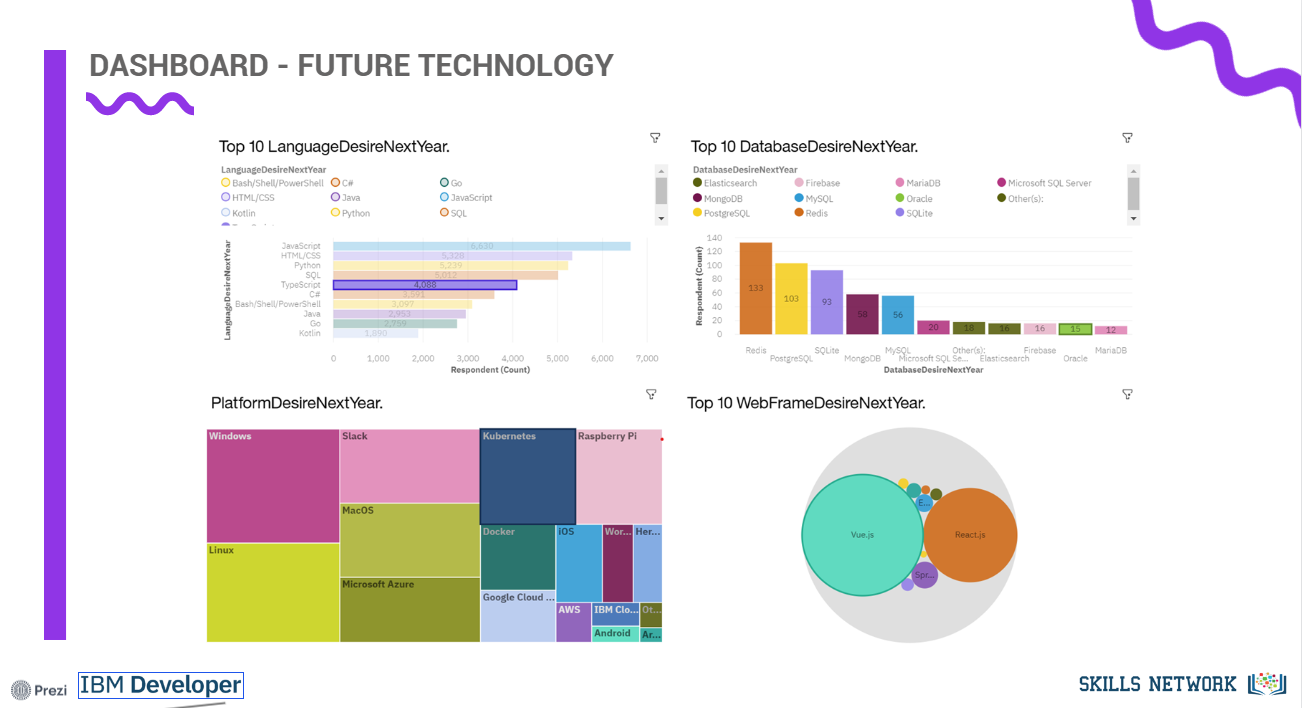 DASHBOARD - FUTURE TECHNOLOGY
Top 10 LanguageDesireNextYear.
LanguageDesireNextYear
Bash/Shell/PowerShell C# Go
HTML/CSS Java JavaScript
Kotlin Python SQL
JavaScript 6,630
HTML/CSS 5,328
Python 5,239
SQL 5,012
TypeScript 4,088
C# 3,591
Bash/Shell/PowerShell 3,097
Java 2,953
Go 2,759
Kotlin 1,890
0 1,000 2,000 3,000 4,000 5,000 6,000 7,000
Respondent (Count)
LanguageDesireNextYear
Top 10 DatabaseDesireNextYear.
DatabaseDesireNextYear
Elasticsearch Firebase MariaDB Microsoft SQL Server
MongoDB MySQL Oracle Other(s):
PostgreSQL Redis SQLite
Respondent (Count)
140
120
100
80
60
40
20
0
133 103 93 58 56 20 18 16 16 15 12
Redis SQLite MySQL Other(s): Firebase MariaDB
PostgreSQL MongoDB Microsoft SQL Se... Elasticsearch Oracle
DatabaseDesireNextYear
PlatformDesireNextYear.
Windows Slack Kubernetes Raspberry Pi
MacOS
Docker iOS Wor... Her...
Linux
Microsoft Azure
Google Cloud ...
AWS IBM Clo... Ot...
Android Ar...
Top 10 WebFrameDesireNextYear.
E...
Vue.js React.js
Spr...
Prezi
IBM Developer
SKILLS NETWORK